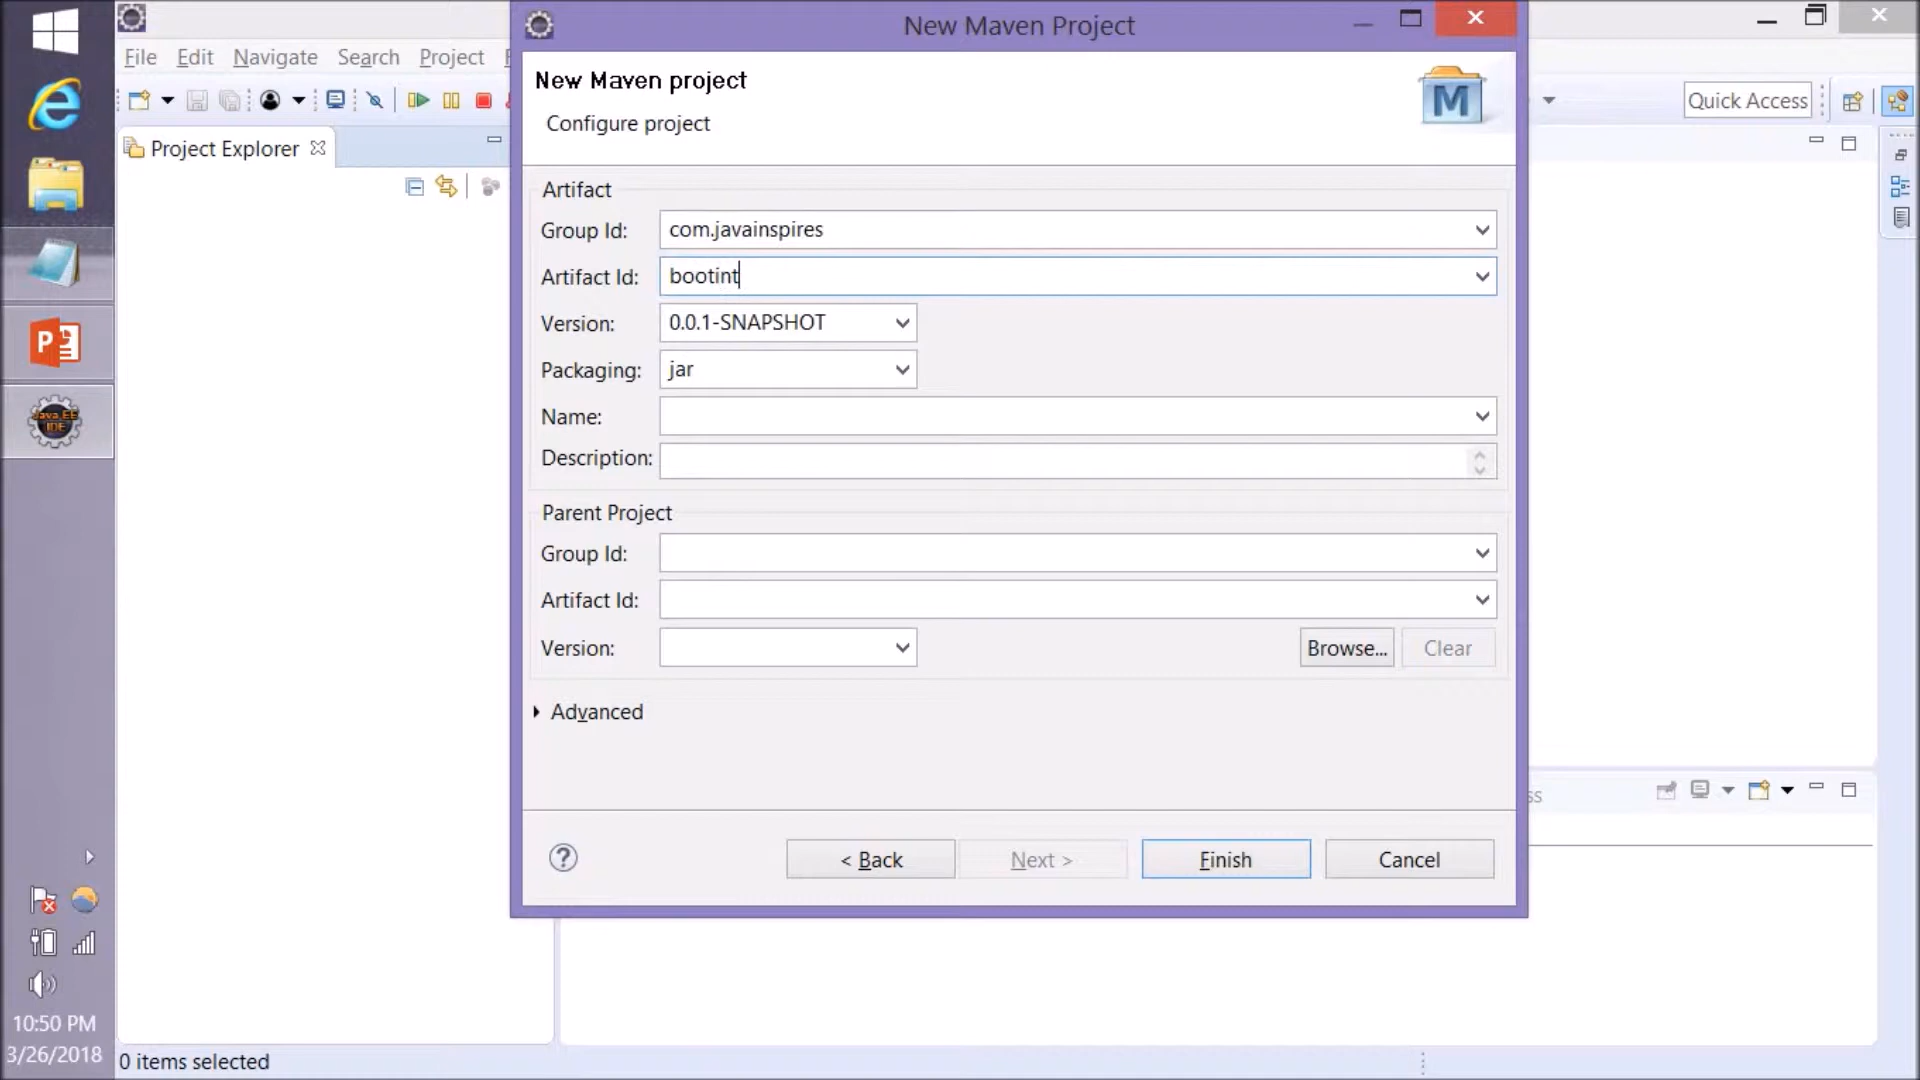 New Maven Project
File Edit Navigate Search Project
New Maven project
Configure project
Quick Access
Project Explorer
Artifact
Group Id: com.javainspires
Artifact Id: bootint
Version: 0.0.1-SNAPSHOT
Packaging: jar
Name:
Description:
Parent Project
Group Id:
Artifact Id:
Version: Browse... Clear
Advanced
< Back Next > Finish Cancel
10:50 PM
3/26/2018
0 items selected
M
P
Java EE
IDE